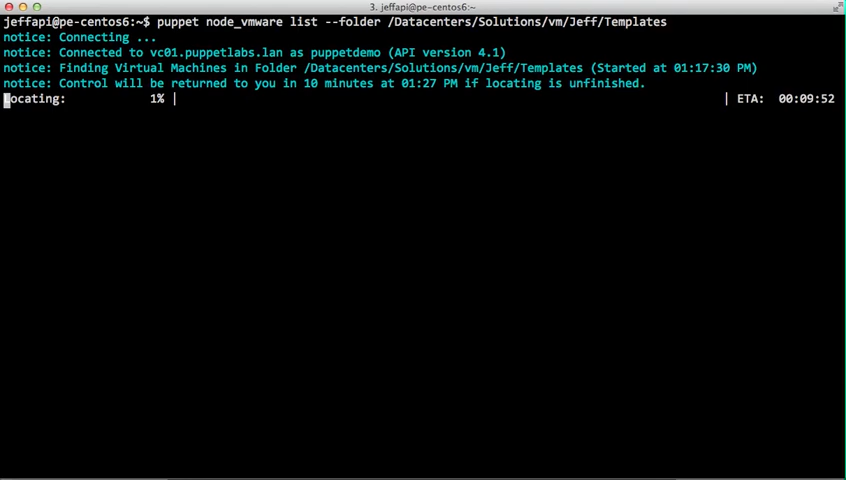 3. jeffapi@pe-centos6:~
jeffapi@pe-centos6:~$ puppet node_vmware list --folder /Datacenters/Solutions/vm/Jeff/Templates
notice: Connecting ...
notice: Connected to vc01.puppetlabs.lan as puppetdemo (API version 4.1)
notice: Finding Virtual Machines in Folder /Datacenters/Solutions/vm/Jeff/Templates (Started at 01:17:30 PM)
notice: Control will be returned to you in 10 minutes at 01:27 PM if locating is unfinished.
Locating: 1% | | ETA: 00:09:52